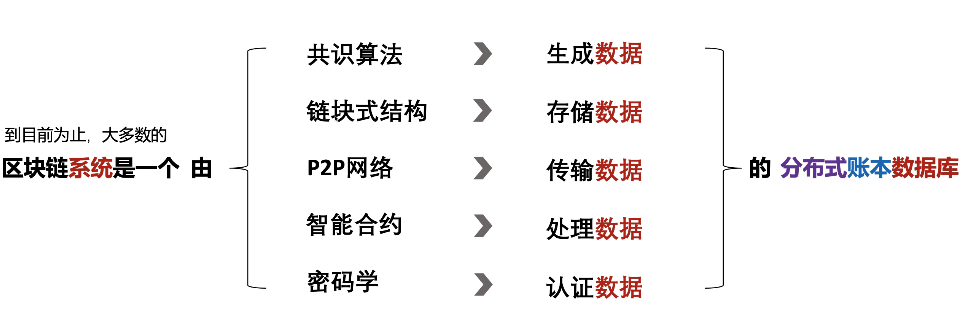 到目前为止，大多数的
区块链系统是一个 由
共识算法 生成数据
链块式结构 存储数据
P2P网络 传输数据
智能合约 处理数据
密码学 认证数据
的 分布式账本数据库